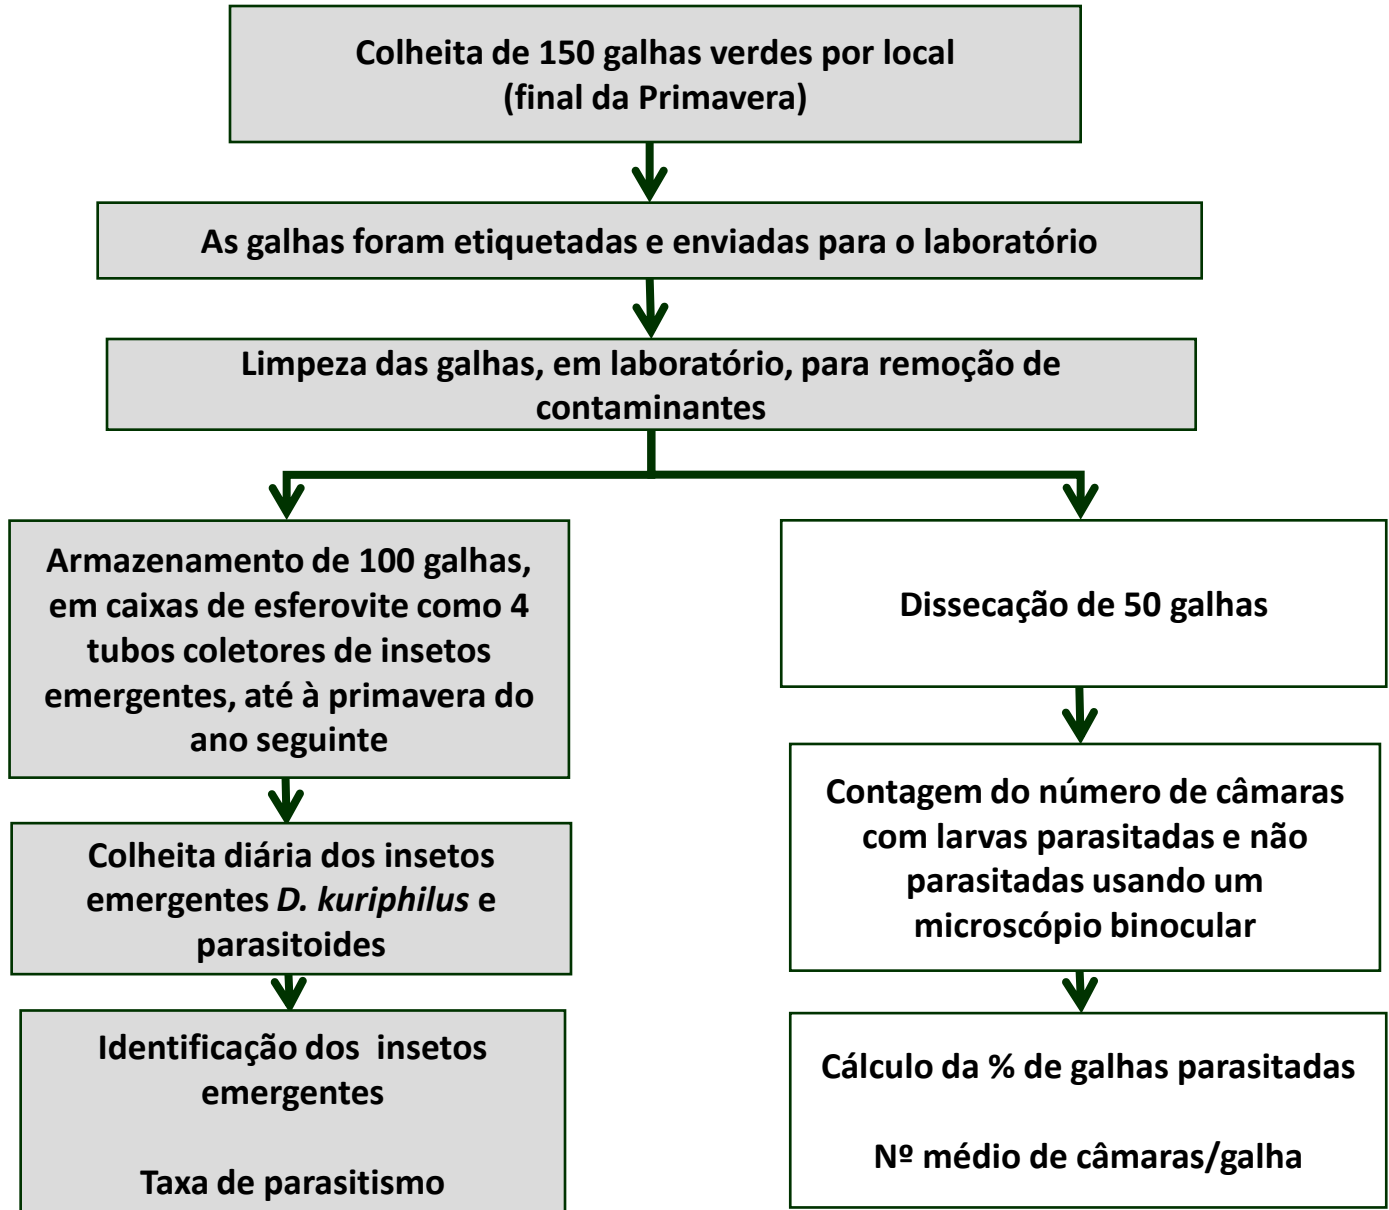 Colheita de 150 galhas verdes por local
(final da Primavera)
As galhas foram etiquetadas e enviadas para o laboratório
Limpeza das galhas, em laboratório, para remoção de
contaminantes
Armazenamento de 100 galhas,
em caixas de esferovite como 4
tubos coletores de insetos
emergentes, até à primavera do
ano seguinte
Colheita diária dos insetos
emergentes D. kuriphilus e
parasitoides
Identificação dos insetos
emergentes
Taxa de parasitismo
Dissecação de 50 galhas
Contagem do número de câmaras
com larvas parasitadas e não
parasitadas usando um
microscópio binocular
Cálculo da % de galhas parasitadas
Nº médio de câmaras/galha